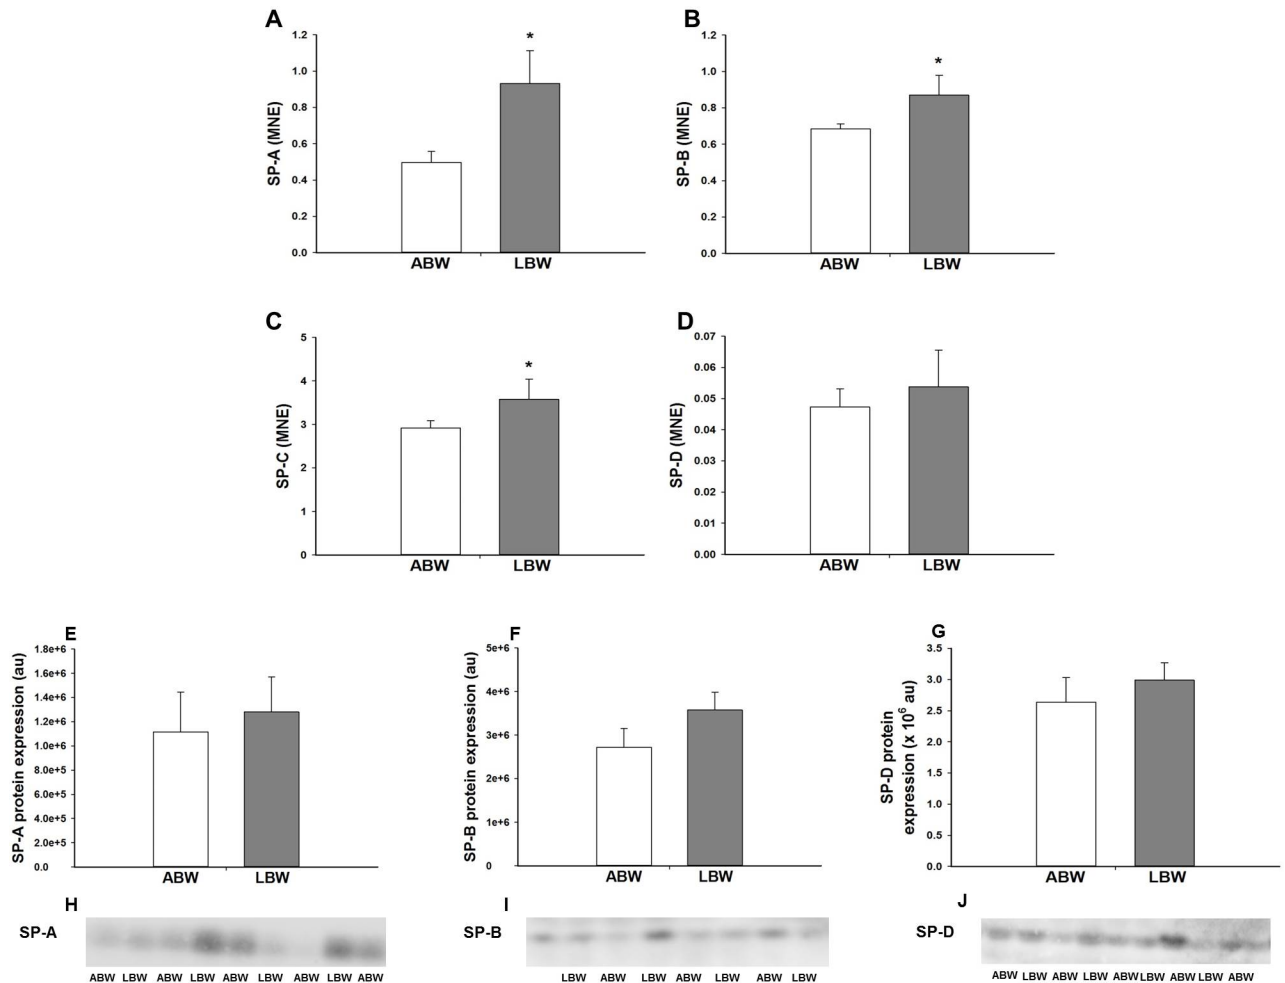 A
SP-A (MNE)
1.2
1.0
0.8
0.6
0.4
0.2
0.0
*
ABW LBW
B
SP-B (MNE)
1.2
1.0
0.8
0.6
0.4
0.2
0.0
*
ABW LBW
C
SP-C (MNE)
5
4
3
2
1
0
*
ABW LBW
D
SP-D (MNE)
0.07
0.06
0.05
0.04
0.03
0.02
0.01
0.00
ABW LBW
E
SP-A protein expression (au)
1.8e+6
1.6e+6
1.4e+6
1.2e+6
1.0e+6
8.0e+5
6.0e+5
4.0e+5
2.0e+5
0.0
ABW LBW
F
SP-B protein expression (au)
5e+6
4e+6
3e+6
2e+6
1e+6
0
ABW LBW
G
SP-D protein
expression (x 10⁶ au)
3.5
3.0
2.5
2.0
1.5
1.0
0.5
0.0
ABW LBW
H
SP-A
ABW LBW ABW LBW ABW LBW ABW LBW ABW
I
SP-B
LBW ABW LBW ABW LBW ABW LBW
J
SP-D
ABW LBW ABW LBW ABW LBW ABW LBW ABW